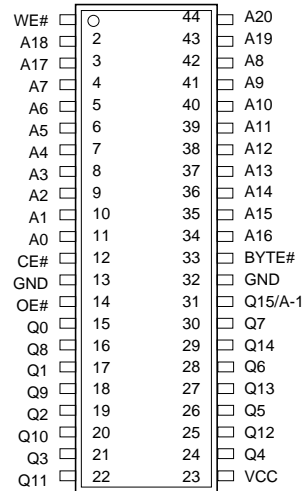 WE# 44 A20
A18 2 43 A19
A17 3 42 A8
A7 4 41 A9
A6 5 40 A10
A5 6 39 A11
A4 7 38 A12
A3 8 37 A13
A2 9 36 A14
A1 10 35 A15
A0 11 34 A16
CE# 12 33 BYTE#
GND 13 32 GND
OE# 14 31 Q15/A-1
Q0 15 30 Q7
Q8 16 29 Q14
Q1 17 28 Q6
Q9 18 27 Q13
Q2 19 26 Q5
Q10 20 25 Q12
Q3 21 24 Q4
Q11 22 23 VCC